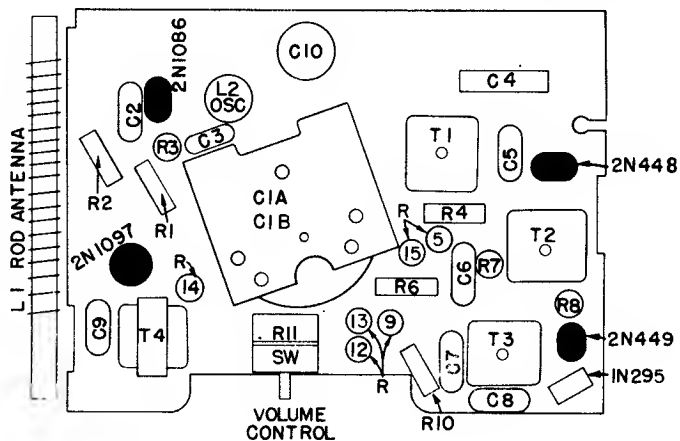 L1 ROD ANTENNA
2N1086
C10
C4
C2
L2
OSC
R3
C3
T1
C5
2N448
R2
R1
C1A
C1B
R
R4
15
5
T2
2N1097
R
14
C6
R7
R6
C9
T4
R11
SW
13
9
12
R
R8
T3
2N449
C7
1N295
C8
R10
VOLUME
CONTROL